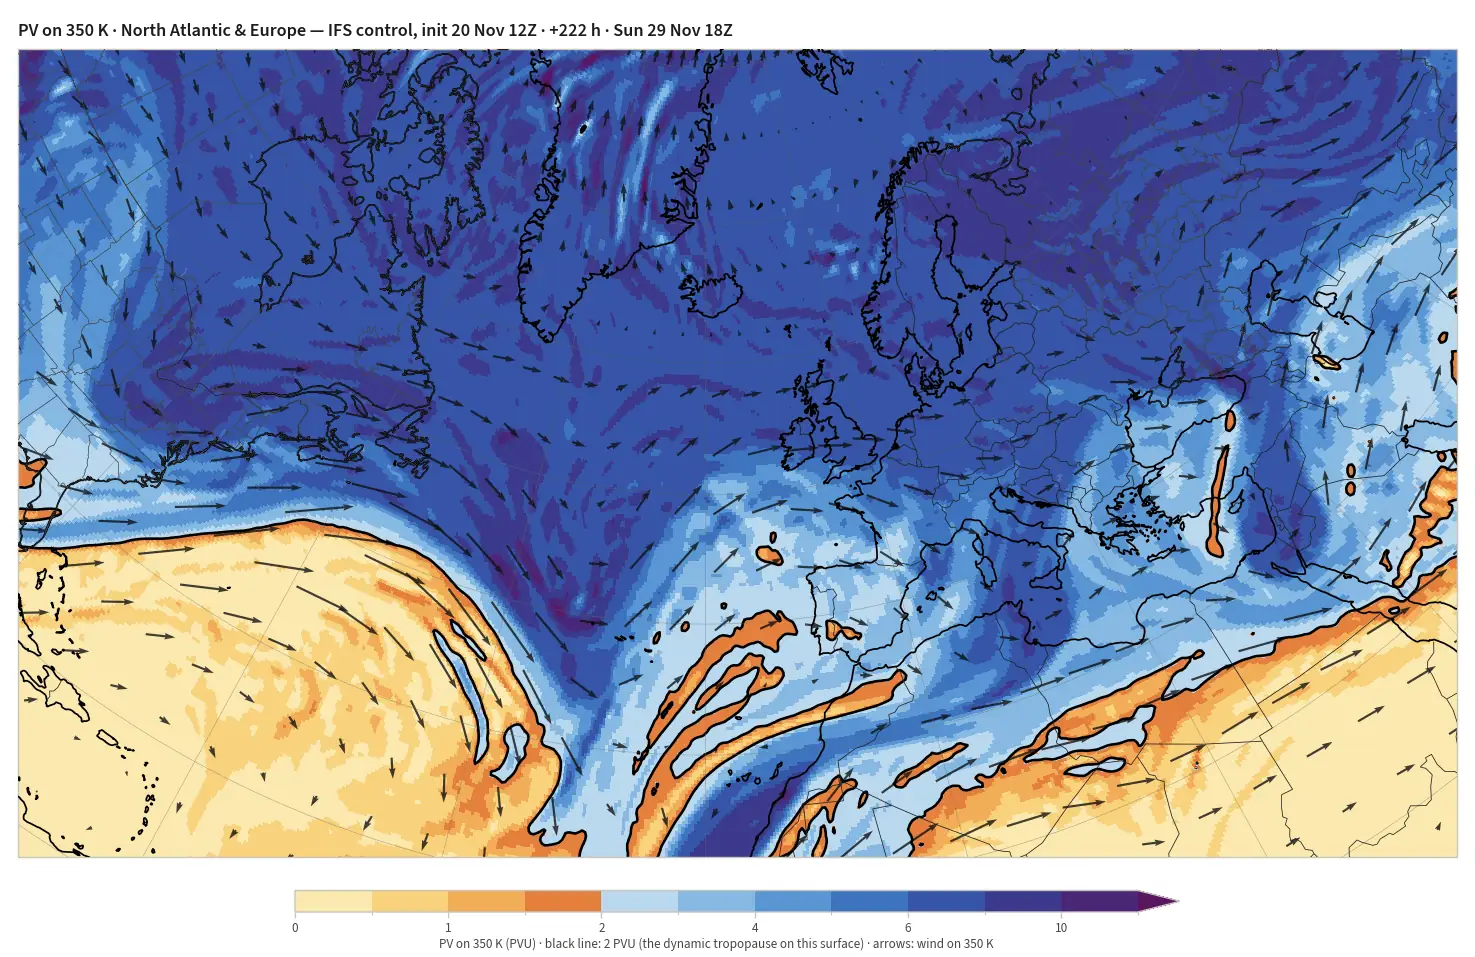 PV on 350 K · North Atlantic & Europe — IFS control, init 20 Nov 12Z · +222 h · Sun 29 Nov 18Z
0 1 2 4 6 10
PV on 350 K (PVU) · black line: 2 PVU (the dynamic tropopause on this surface) · arrows: wind on 350 K